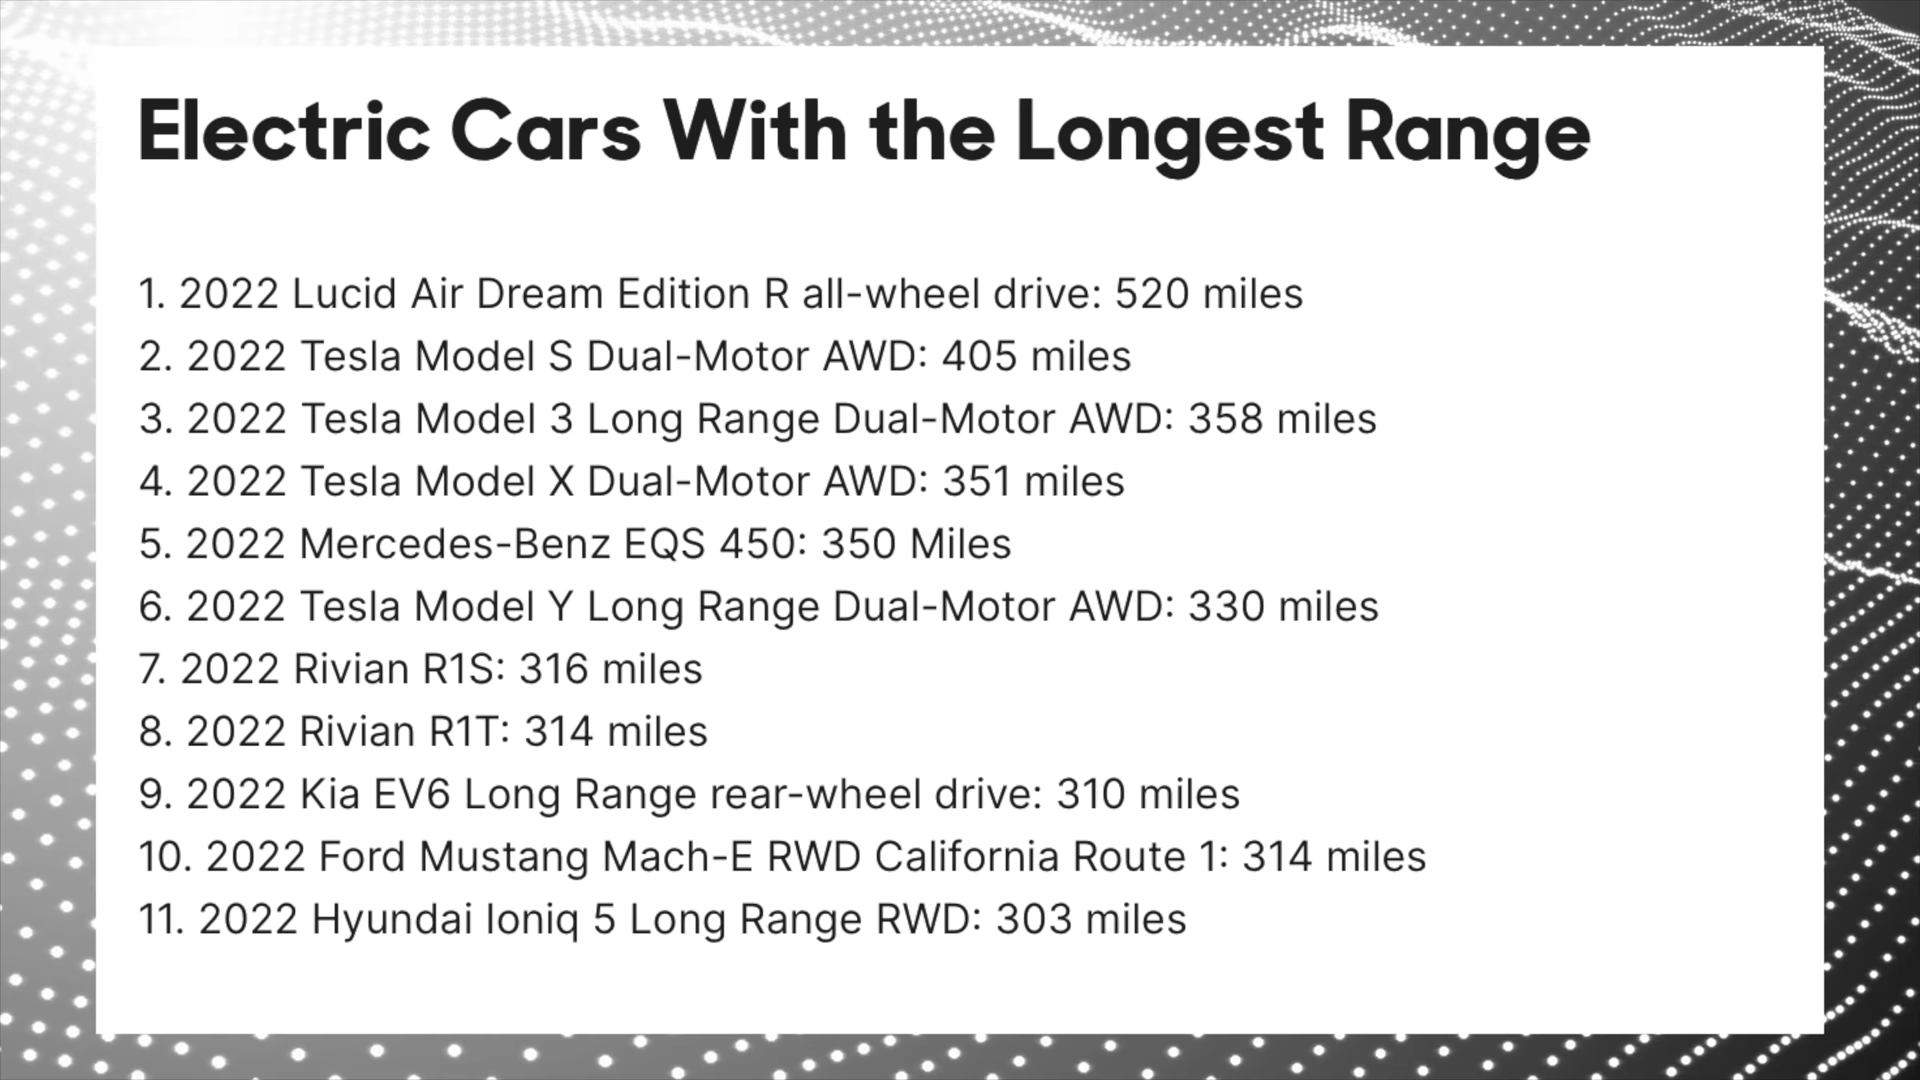 Electric Cars With the Longest Range
1. 2022 Lucid Air Dream Edition R all-wheel drive: 520 miles
2. 2022 Tesla Model S Dual-Motor AWD: 405 miles
3. 2022 Tesla Model 3 Long Range Dual-Motor AWD: 358 miles
4. 2022 Tesla Model X Dual-Motor AWD: 351 miles
5. 2022 Mercedes-Benz EQS 450: 350 Miles
6. 2022 Tesla Model Y Long Range Dual-Motor AWD: 330 miles
7. 2022 Rivian R1S: 316 miles
8. 2022 Rivian R1T: 314 miles
9. 2022 Kia EV6 Long Range rear-wheel drive: 310 miles
10. 2022 Ford Mustang Mach-E RWD California Route 1: 314 miles
11. 2022 Hyundai Ioniq 5 Long Range RWD: 303 miles